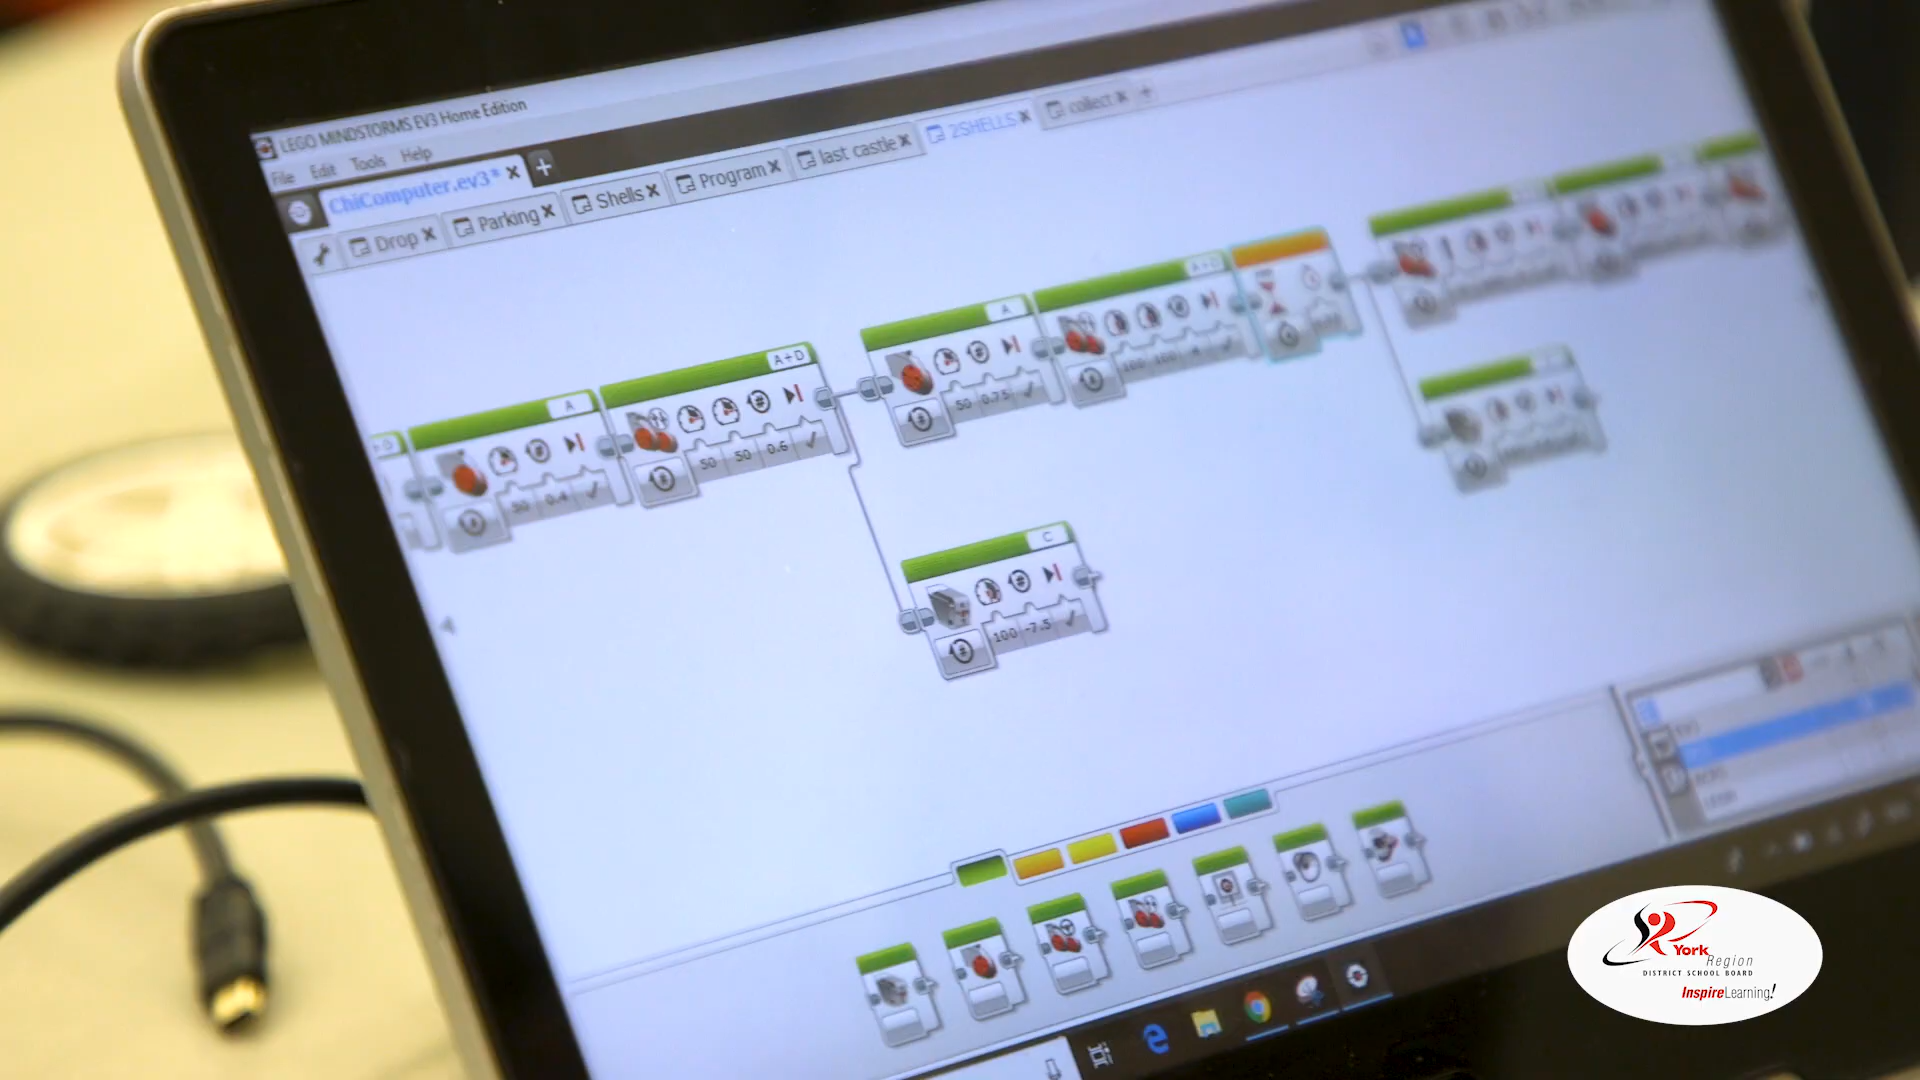 LEGO MINDSTORMS EV3 Home Edition
File Edit Tools Help
ChiComputer.ev3*
Drop Parking Shells Program last castle 2SHELLS collect
A
50 0.4
A+D
50 50 0.6
A
50 0.75
A+D
100 100
C
100 -7.5
York
Region
DISTRICT SCHOOL BOARD
InspireLearning!